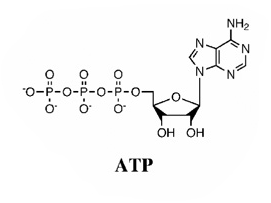 NH₂
N N
N N
O O O
⁻O-P-O-P-O-P-O
O⁻ O⁻ O⁻
O
OH OH
ATP